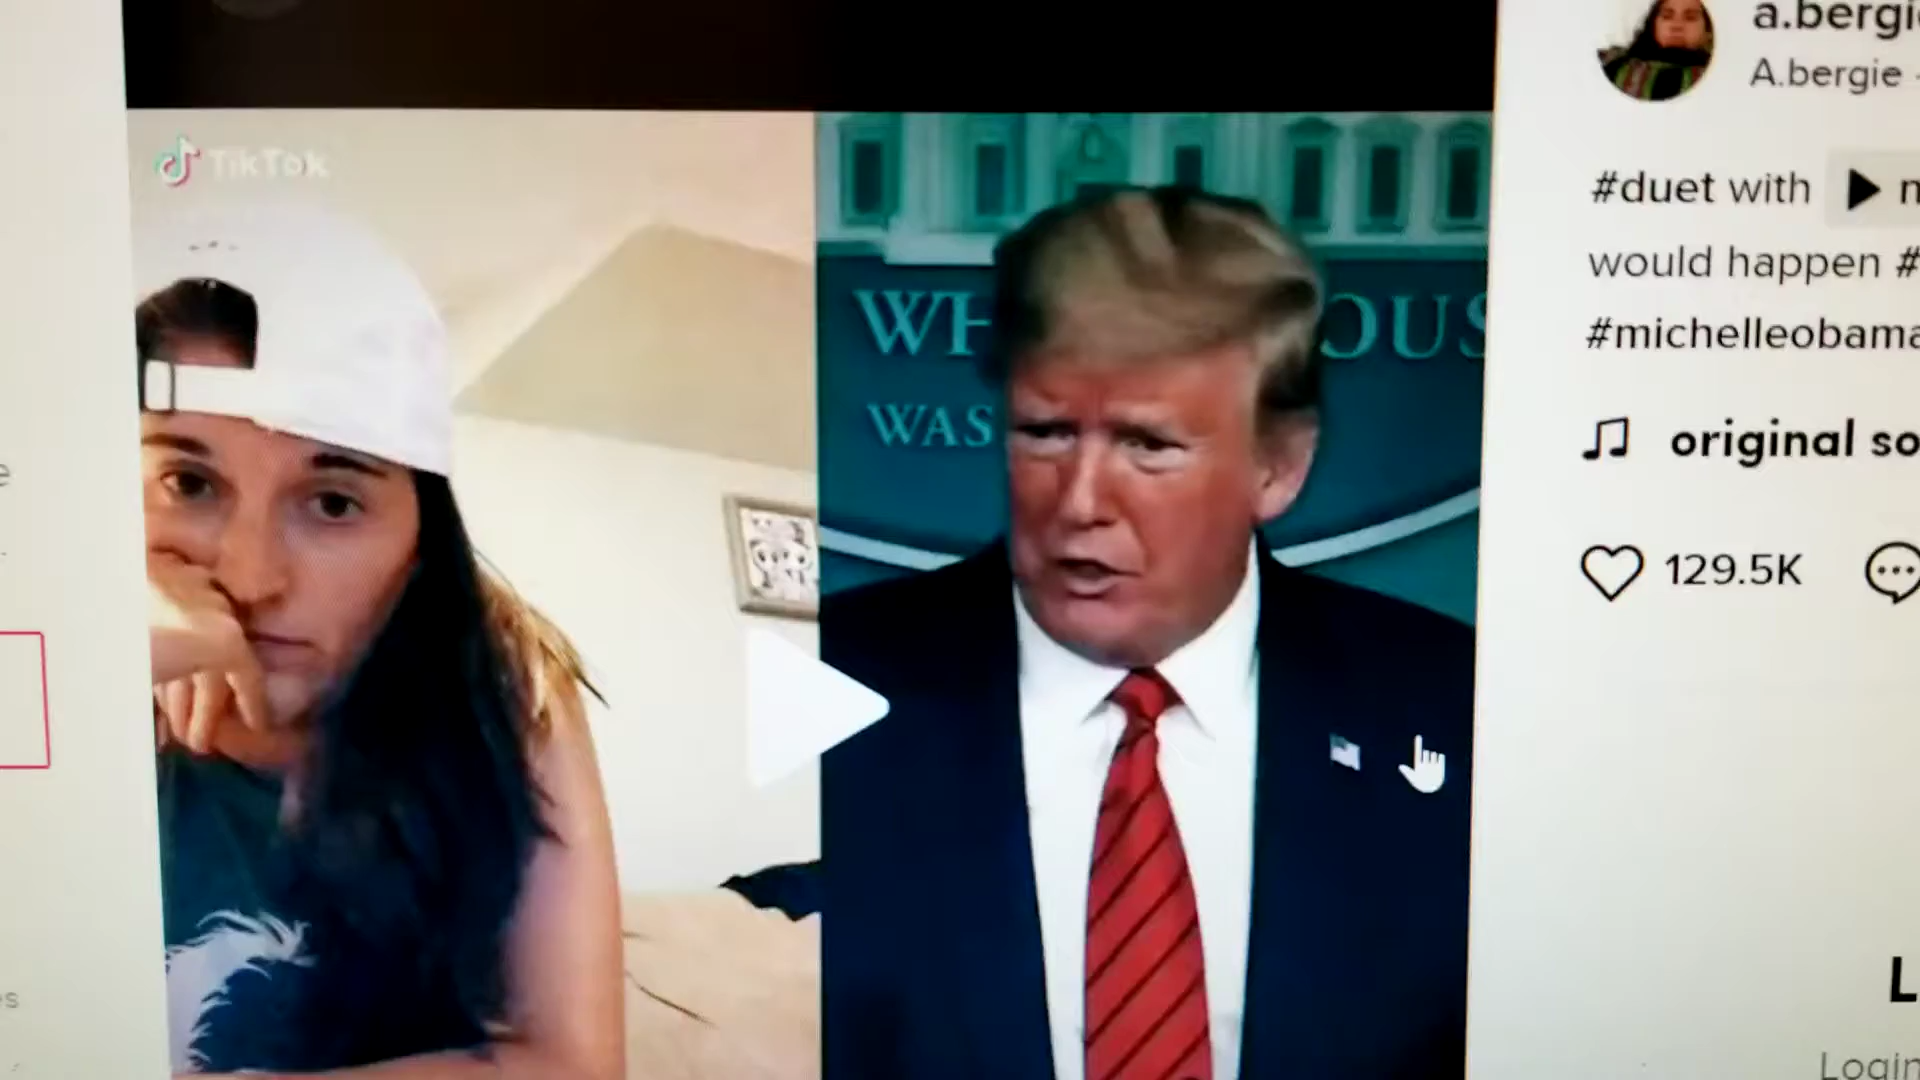 a.bergi
A.bergie
TikTok
#duet with
would happen #
#michelleobama
WH OUS
WAS
original so
129.5K
L
Login